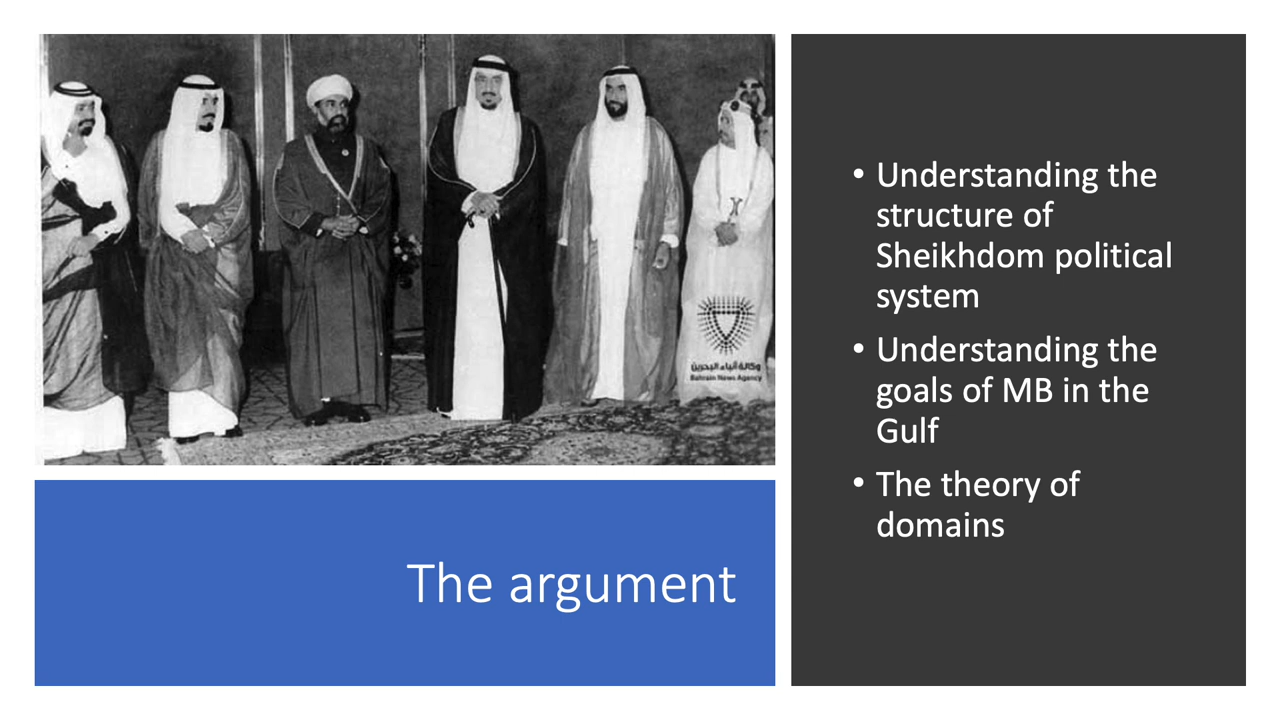 وكالة أنباء البحرين
Bahrain News Agency
The argument
• Understanding the
structure of
Sheikhdom political
system
• Understanding the
goals of MB in the
Gulf
• The theory of
domains